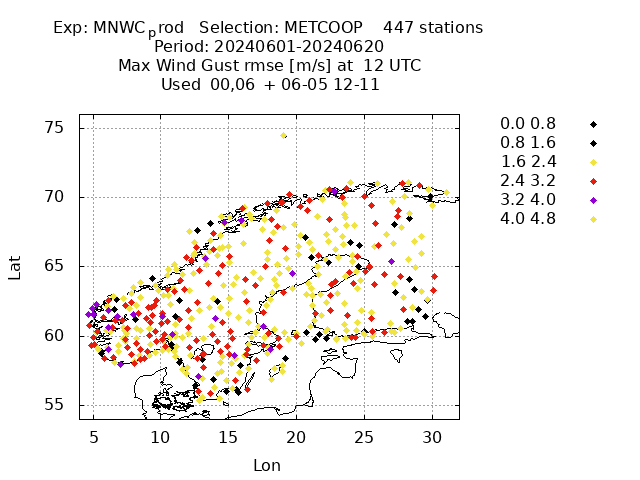 Exp: MNWCprod Selection: METCOOP 447 stations
Period: 20240601-20240620
Max Wind Gust rmse [m/s] at 12 UTC
Used 00,06 + 06-05 12-11
75
70
65
60
55
5 10 15 20 25 30
Lat
Lon
0.0 0.8
0.8 1.6
1.6 2.4
2.4 3.2
3.2 4.0
4.0 4.8